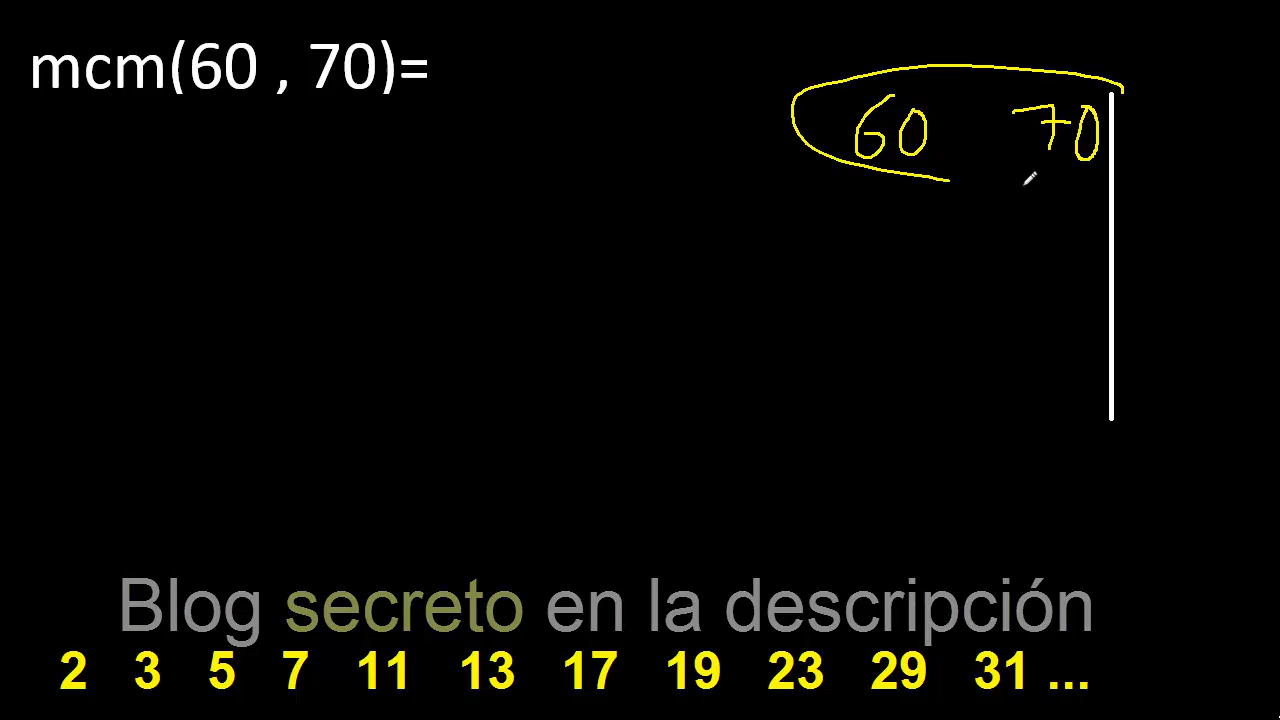 mcm(60 , 70)=
60 70
Blog secreto en la descripción
2 3 5 7 11 13 17 19 23 29 31 ...